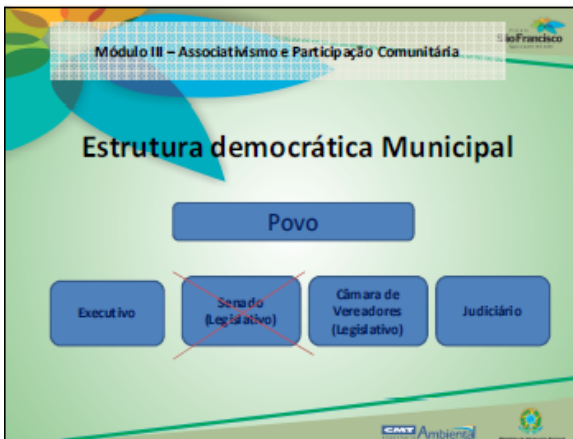 Módulo III – Associativismo e Participação Comunitária
São Francisco
Estrutura democrática Municipal
Povo
Executivo
Senado
(Legislativo)
Câmara de
Vereadores
(Legislativo)
Judiciário
CMT Ambiental